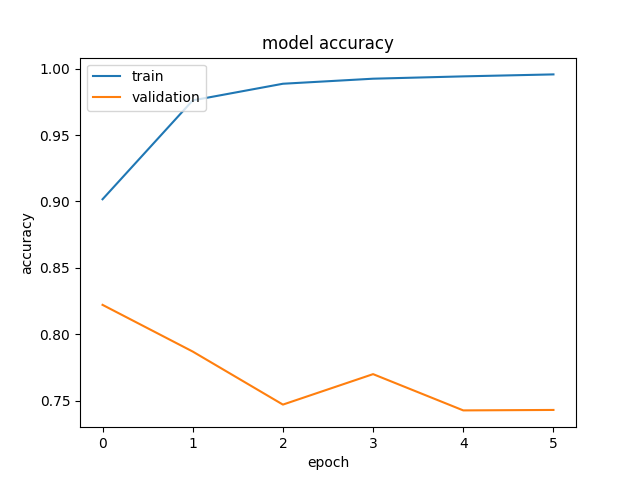 model accuracy
train
validation
accuracy
1.00
0.95
0.90
0.85
0.80
0.75
0 1 2 3 4 5
epoch